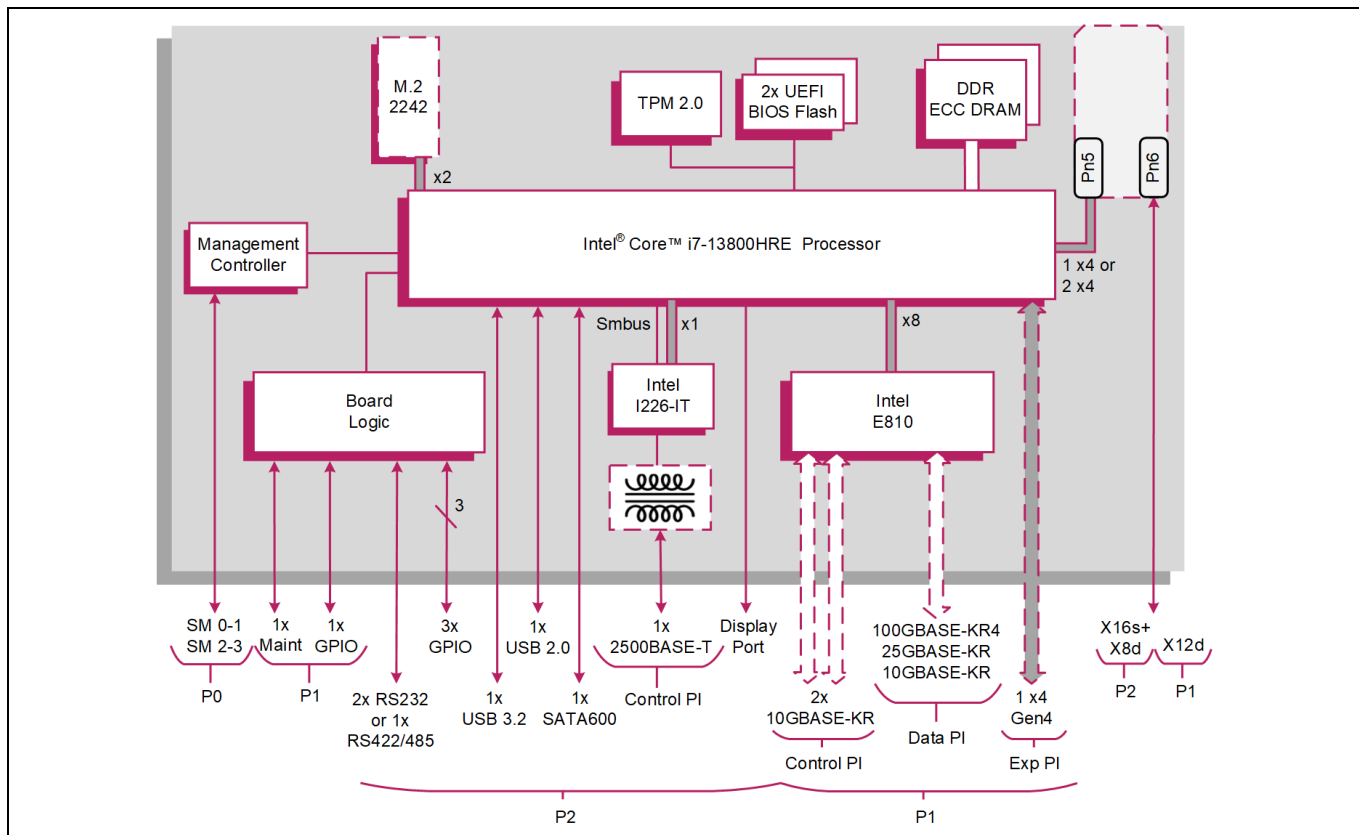 M.2
2242
TPM 2.0
2x UEFI
BIOS Flash
DDR
ECC DRAM
Pn5
Pn6
x2
Management
Controller
Intel® Core™ i7-13800HRE Processor
1 x4 or
2 x4
Smbus
x1
x8
Board
Logic
Intel
I226-IT
Intel
E810
3
SM 0-1
SM 2-3
P0
1x
Maint
1x
GPIO
P1
2x RS232
or 1x
RS422/485
3x
GPIO
1x
USB 3.2
1x
USB 2.0
1x
SATA600
1x
2500BASE-T
Control PI
Display
Port
2x
10GBASE-KR
Control PI
100GBASE-KR4
25GBASE-KR
10GBASE-KR
Data PI
1 x4
Gen4
Exp PI
X16s+
X8d
P2
X12d
P1
P2
P1